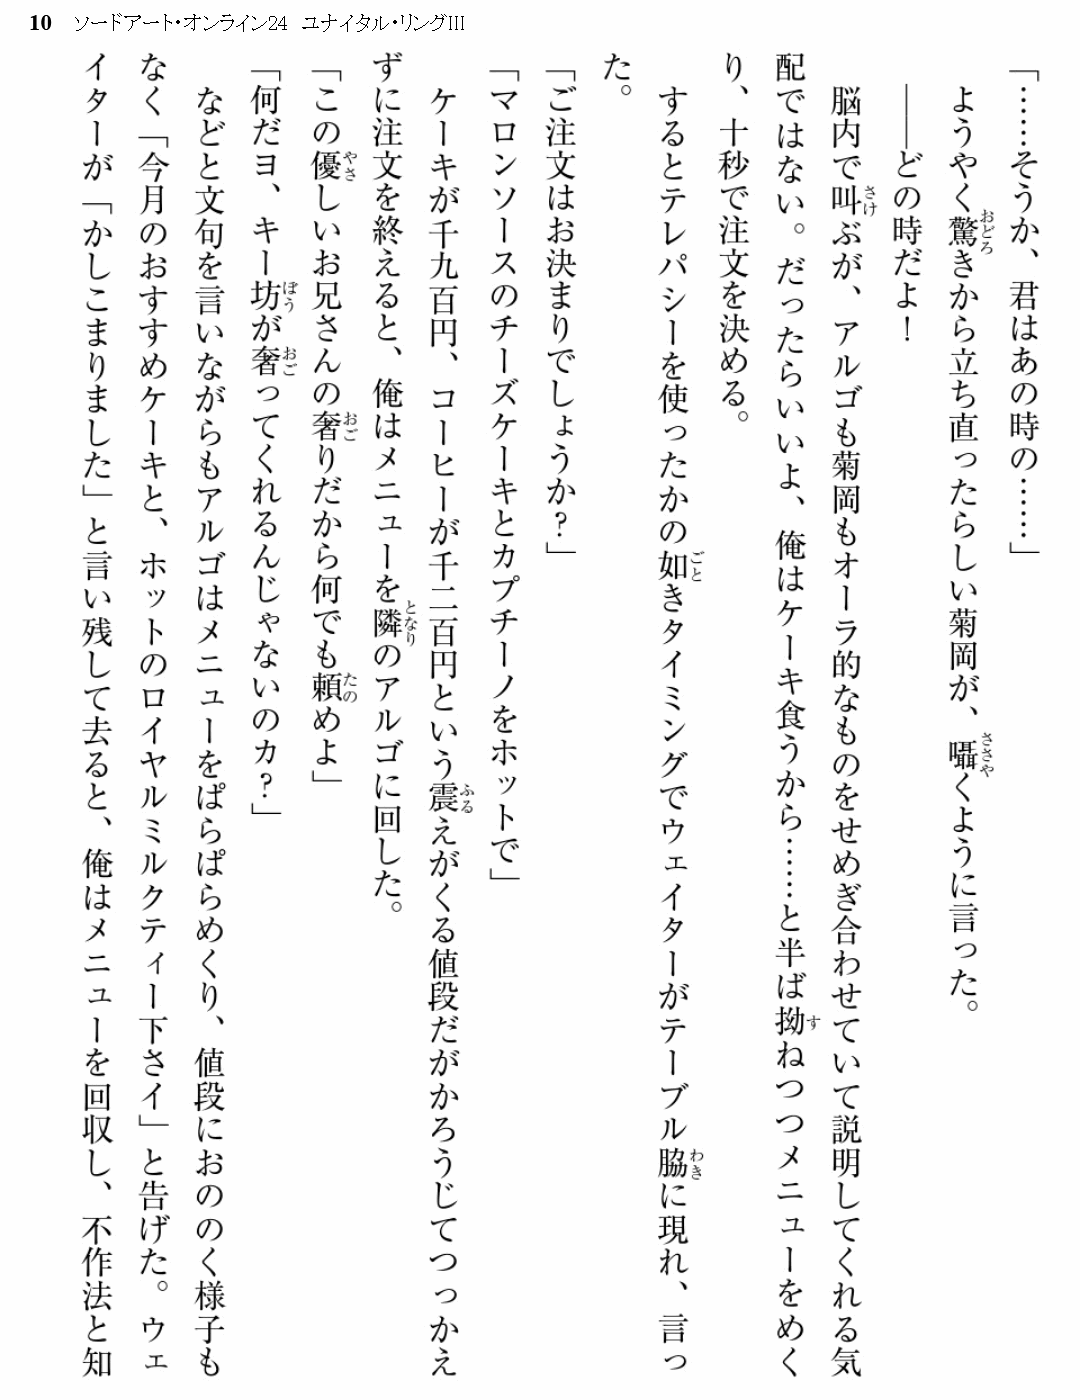 10 ソードアート・オンライン24 ユナイタル・リングIII
「……そうか、君はあの時の……」
ようやく驚きから立ち直ったらしい菊岡が、囁くように言った。
――どの時だよ！
脳内で叫ぶが、アルゴも菊岡もオーラ的なものをせめぎ合わせていて説明してくれる気
配ではない。だったらいいよ、俺はケーキ食うから……と半ば拗ねつつメニューをめく
り、十秒で注文を決める。
するとテレパシーを使ったかの如きタイミングでウェイターがテーブル脇に現れ、言っ
た。
「ご注文はお決まりでしょうか？」
「マロンソースのチーズケーキとカプチーノをホットで」
ケーキが千九百円、コーヒーが千二百円という震えがくる値段だがかろうじてつっかえ
ずに注文を終えると、俺はメニューを隣のアルゴに回した。
「この優しいお兄さんの奢りだから何でも頼めよ」
「何だヨ、キー坊が奢ってくれるんじゃないのカ？」
などと文句を言いながらもアルゴはメニューをぱらぱらめくり、値段におののく様子も
なく「今月のおすすめケーキと、ホットのロイヤルミルクティー下さイ」と告げた。ウェ
イターが「かしこまりました」と言い残して去ると、俺はメニューを回収し、不作法と知